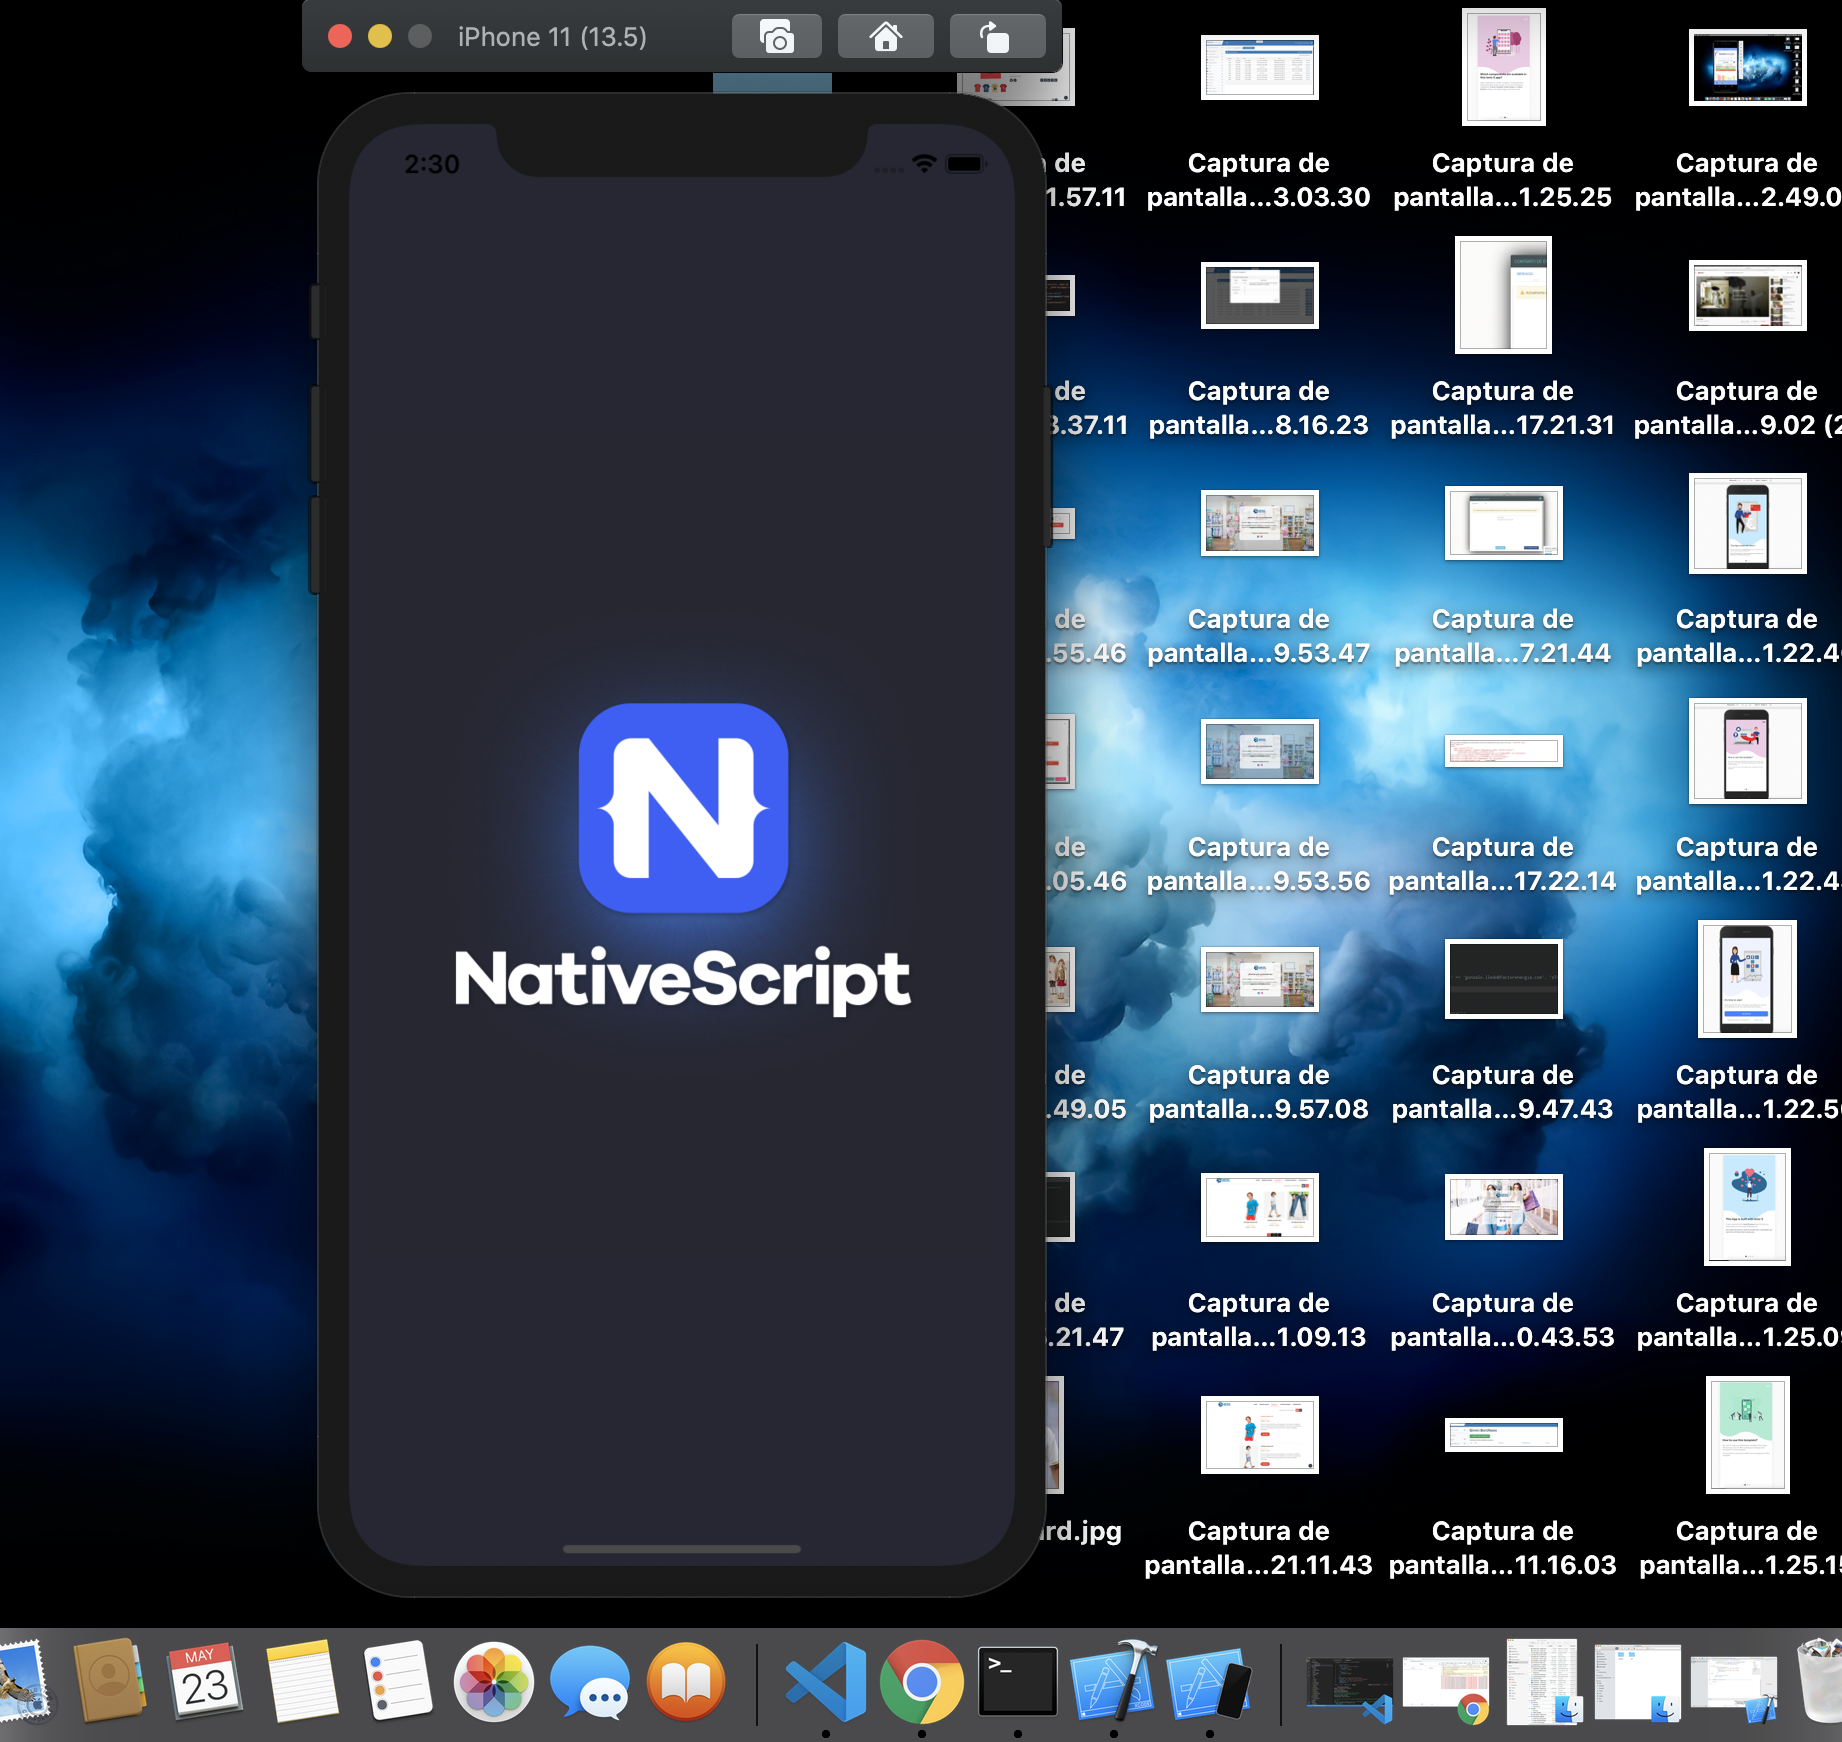 iPhone 11 (13.5)
2:30
NativeScript
de
1.57.11
Captura de
pantalla...3.03.30
Captura de
pantalla...1.25.25
Captura de
pantalla...2.49.0
de
3.37.11
Captura de
pantalla...8.16.23
Captura de
pantalla...17.21.31
Captura de
pantalla...9.02 (2
de
.55.46
Captura de
pantalla...9.53.47
Captura de
pantalla...7.21.44
Captura de
pantalla...1.22.4
de
.05.46
Captura de
pantalla...9.53.56
Captura de
pantalla...17.22.14
Captura de
pantalla...1.22.4
de
.49.05
Captura de
pantalla...9.57.08
Captura de
pantalla...9.47.43
Captura de
pantalla...1.22.5
de
.21.47
Captura de
pantalla...1.09.13
Captura de
pantalla...0.43.53
Captura de
pantalla...1.25.0
rd.jpg
Captura de
pantalla...21.11.43
Captura de
pantalla...11.16.03
Captura de
pantalla...1.25.1
MAY
23
>_